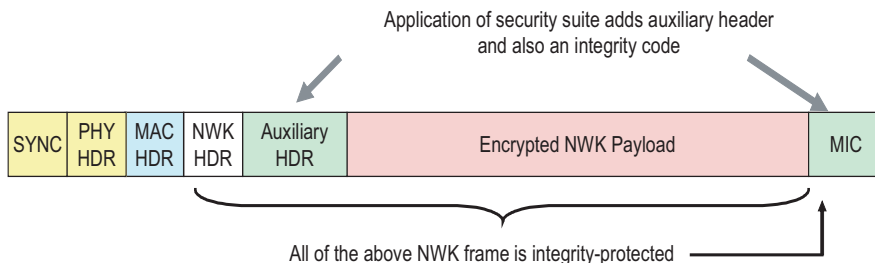 Application of security suite adds auxiliary header
and also an integrity code
SYNC
PHY
HDR
MAC
HDR
NWK
HDR
Auxiliary
HDR
Encrypted NWK Payload
MIC
All of the above NWK frame is integrity-protected